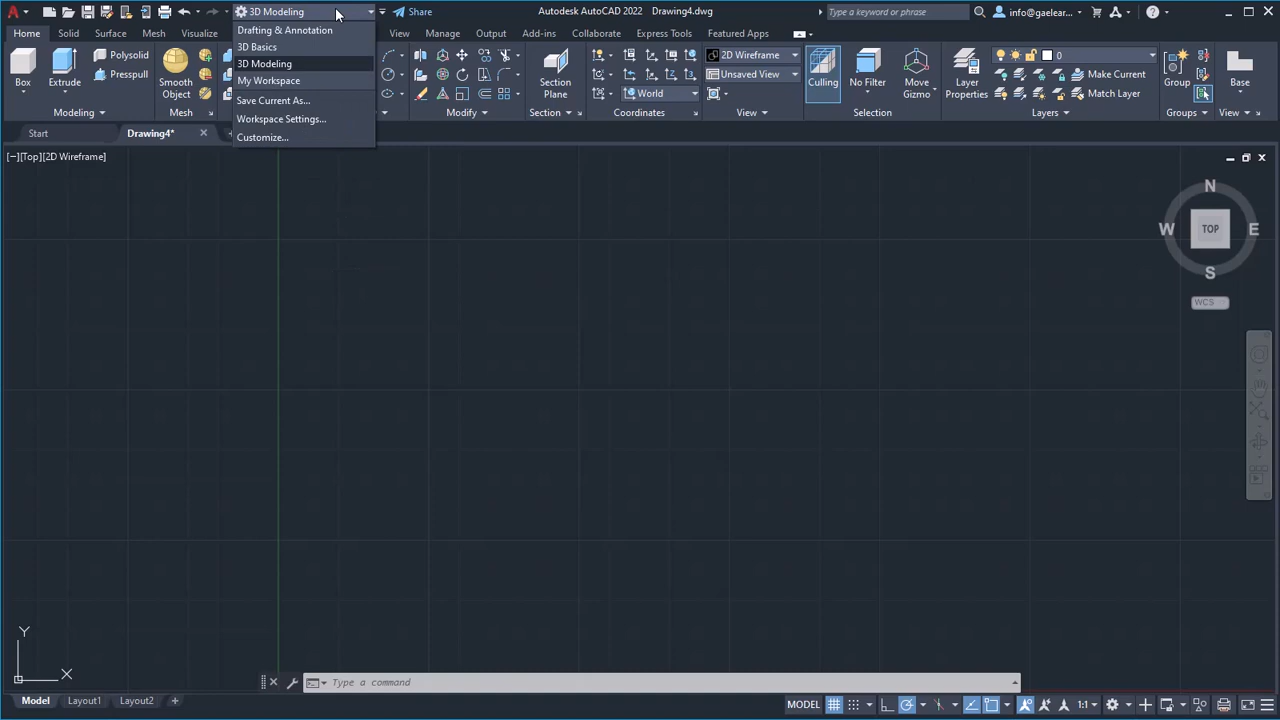 3D Modeling
Share
Autodesk AutoCAD 2022 Drawing4.dwg
Type a keyword or phrase
info@gaelear...
Drafting & Annotation
3D Basics
3D Modeling
My Workspace
Save Current As...
Workspace Settings...
Customize...
Home
Solid
Surface
Mesh
Visualize
View
Manage
Output
Add-ins
Collaborate
Express Tools
Featured Apps
Box
Extrude
Polysolid
Presspull
Smooth
Object
Section
Plane
World
2D Wireframe
Unsaved View
Culling
No Filter
Move
Gizmo
Layer
Properties
0
Make Current
Match Layer
Group
Base
Modeling
Mesh
Modify
Section
Coordinates
View
Selection
Layers
Groups
View
Start
Drawing4*
[−][Top][2D Wireframe]
N
W
TOP
E
S
WCS
Y
X
Type a command
Model
Layout1
Layout2
MODEL
1:1